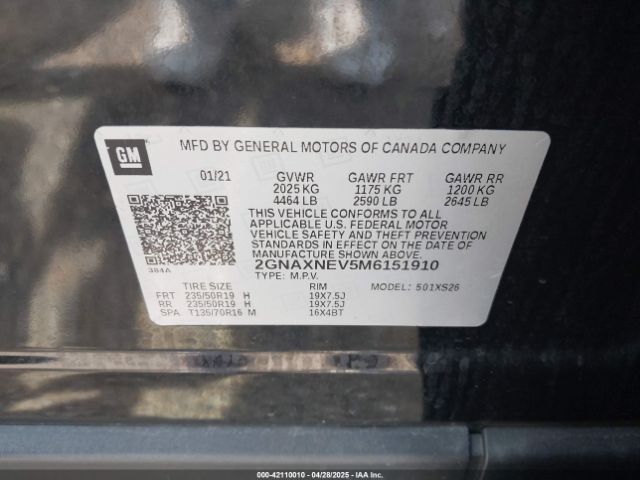 GM
MFD BY GENERAL MOTORS OF CANADA COMPANY
01/21 GVWR GAWR FRT GAWR RR
2025 KG 1175 KG 1200 KG
4464 LB 2590 LB 2645 LB
THIS VEHICLE CONFORMS TO ALL
APPLICABLE U.S. FEDERAL MOTOR
VEHICLE SAFETY AND THEFT PREVENTION
STANDARDS IN EFFECT ON THE DATE OF
MANUFACTURE SHOWN ABOVE.
384A 2GNAXNEV5M6151910
TYPE: M.P.V. MODEL: 501XS26
TIRE SIZE RIM
FRT 235/50R19 H 19X7.5J
RR 235/50R19 H 19X7.5J
SPA T135/70R16 M 16X4BT
000-42110010 - 04/28/2025 - IAA, Inc.